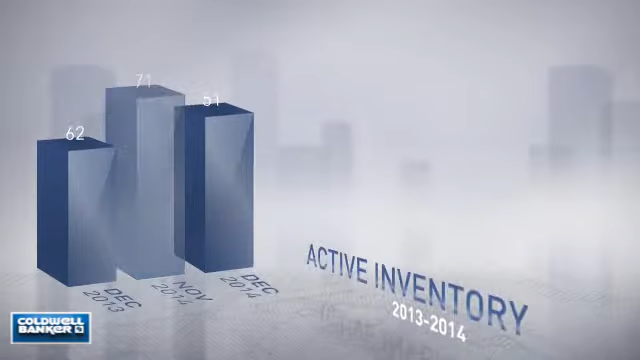 62
71
51
DEC
2013
NOV
2014
DEC
2014
ACTIVE INVENTORY
2013-2014
COLDWELL
BANKER